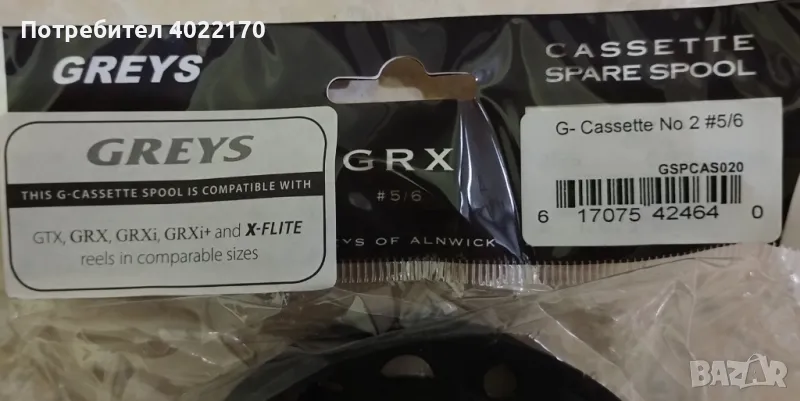 Потребител 4022170
GREYS
CASSETTE
SPARE SPOOL
GREYS
THIS G-CASSETTE SPOOL IS COMPATIBLE WITH
GTX, GRX, GRXi, GRXi+ and X-FLITE
reels in comparable sizes
GRX
#5/6
YS OF ALNWICK
G- Cassette No 2 #5/6
GSPCAS020
6 17075 42464 0
BAZAR